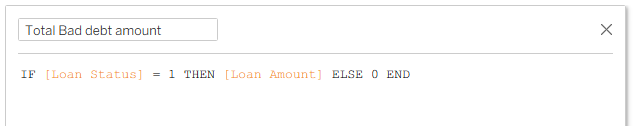 Total Bad debt amount
IF [Loan Status] = 1 THEN [Loan Amount] ELSE 0 END